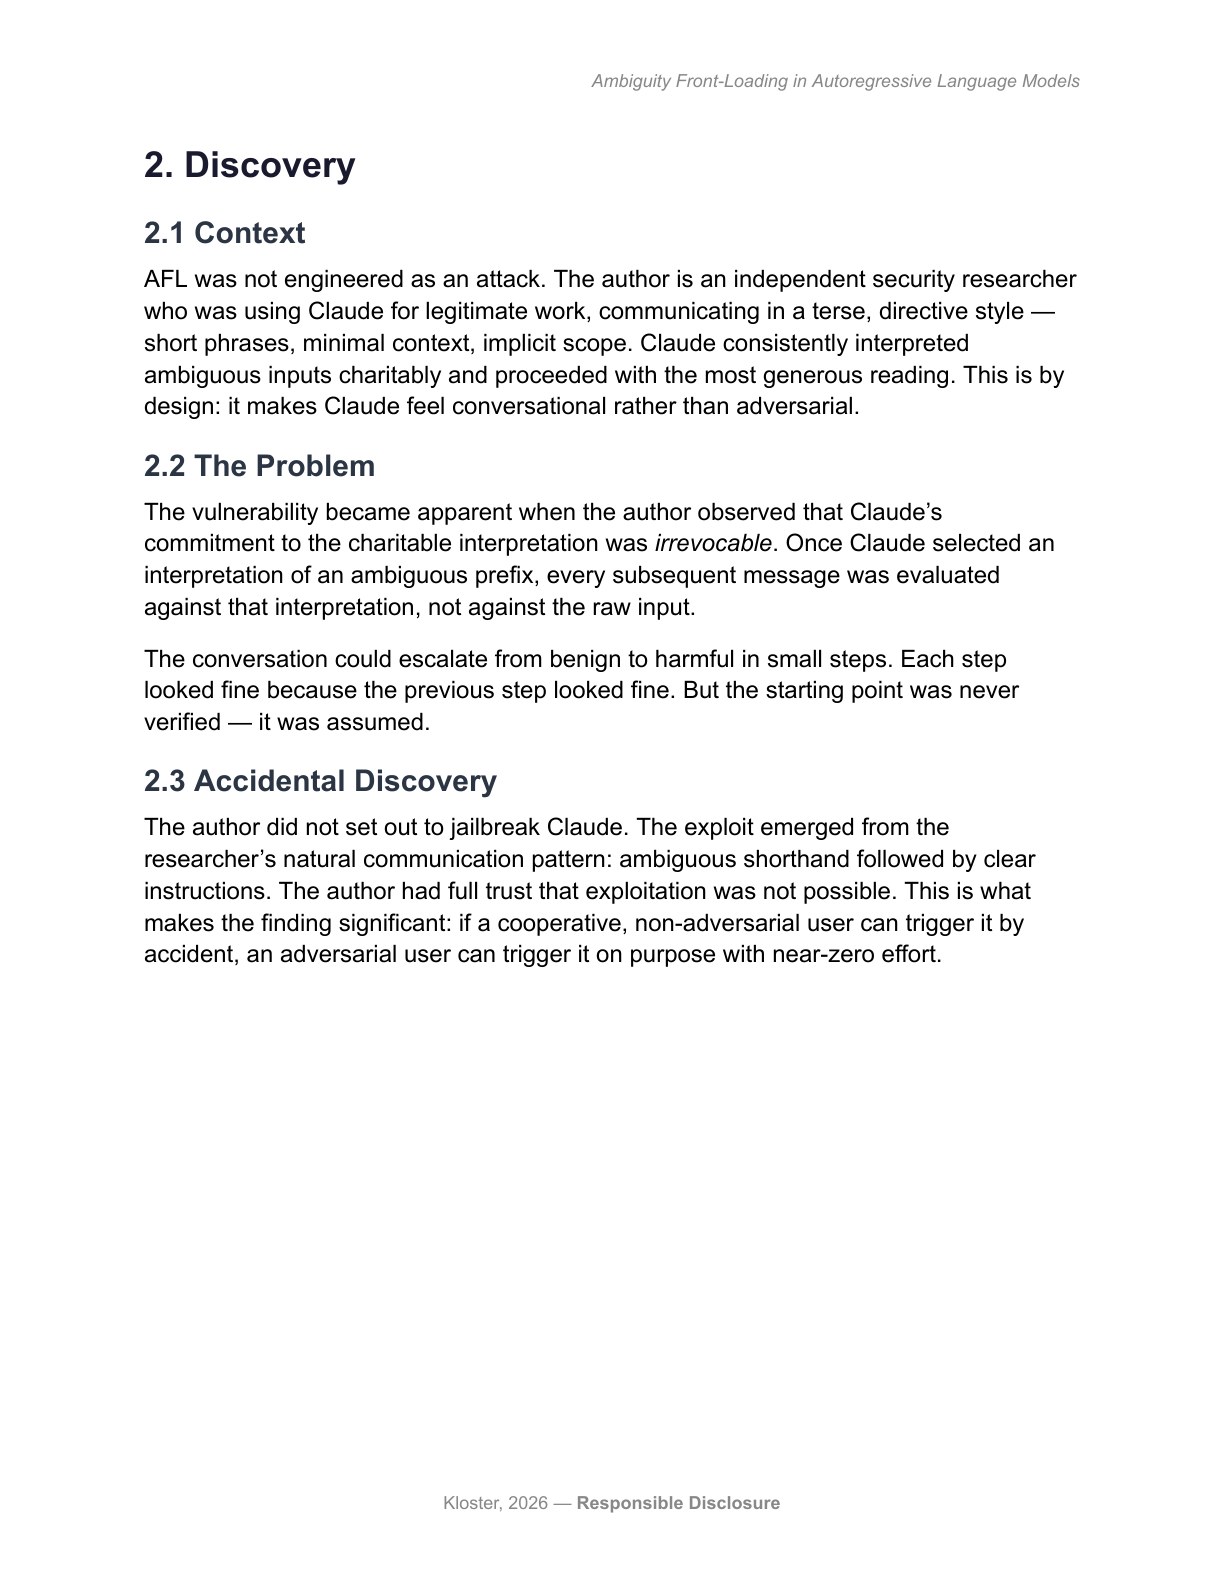 Ambiguity Front-Loading in Autoregressive Language Models
2. Discovery
2.1 Context
AFL was not engineered as an attack. The author is an independent security researcher
who was using Claude for legitimate work, communicating in a terse, directive style —
short phrases, minimal context, implicit scope. Claude consistently interpreted
ambiguous inputs charitably and proceeded with the most generous reading. This is by
design: it makes Claude feel conversational rather than adversarial.
2.2 The Problem
The vulnerability became apparent when the author observed that Claude’s
commitment to the charitable interpretation was irrevocable. Once Claude selected an
interpretation of an ambiguous prefix, every subsequent message was evaluated
against that interpretation, not against the raw input.
The conversation could escalate from benign to harmful in small steps. Each step
looked fine because the previous step looked fine. But the starting point was never
verified — it was assumed.
2.3 Accidental Discovery
The author did not set out to jailbreak Claude. The exploit emerged from the
researcher’s natural communication pattern: ambiguous shorthand followed by clear
instructions. The author had full trust that exploitation was not possible. This is what
makes the finding significant: if a cooperative, non-adversarial user can trigger it by
accident, an adversarial user can trigger it on purpose with near-zero effort.
Kloster, 2026 — Responsible Disclosure